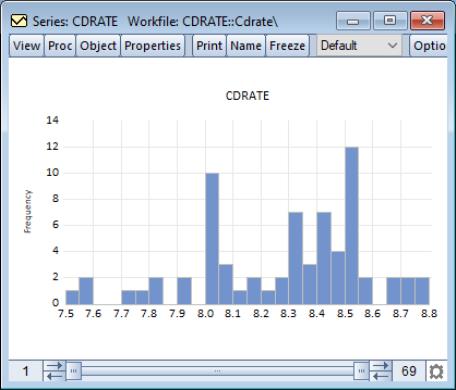 Series: CDRATE Workfile: CDRATE::Cdrate\
View Proc Object Properties Print Name Freeze Default Optio
CDRATE
14
12
10
8
6
4
2
0
Frequency
7.5 7.6 7.7 7.8 7.9 8.0 8.1 8.2 8.3 8.4 8.5 8.6 8.7 8.8
1 69